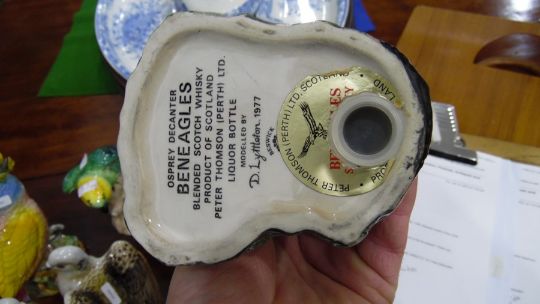 OSPREY DECANTER
BENEAGLES
BLENDED SCOTCH WHISKY
PRODUCT OF SCOTLAND
PETER THOMSON (PERTH) LTD.
LIQUOR BOTTLE
MODELLED BY
D. Lyttleton. 1977
BESWICK
PETER THOMSON (PERTH) LTD. SCOTLAND